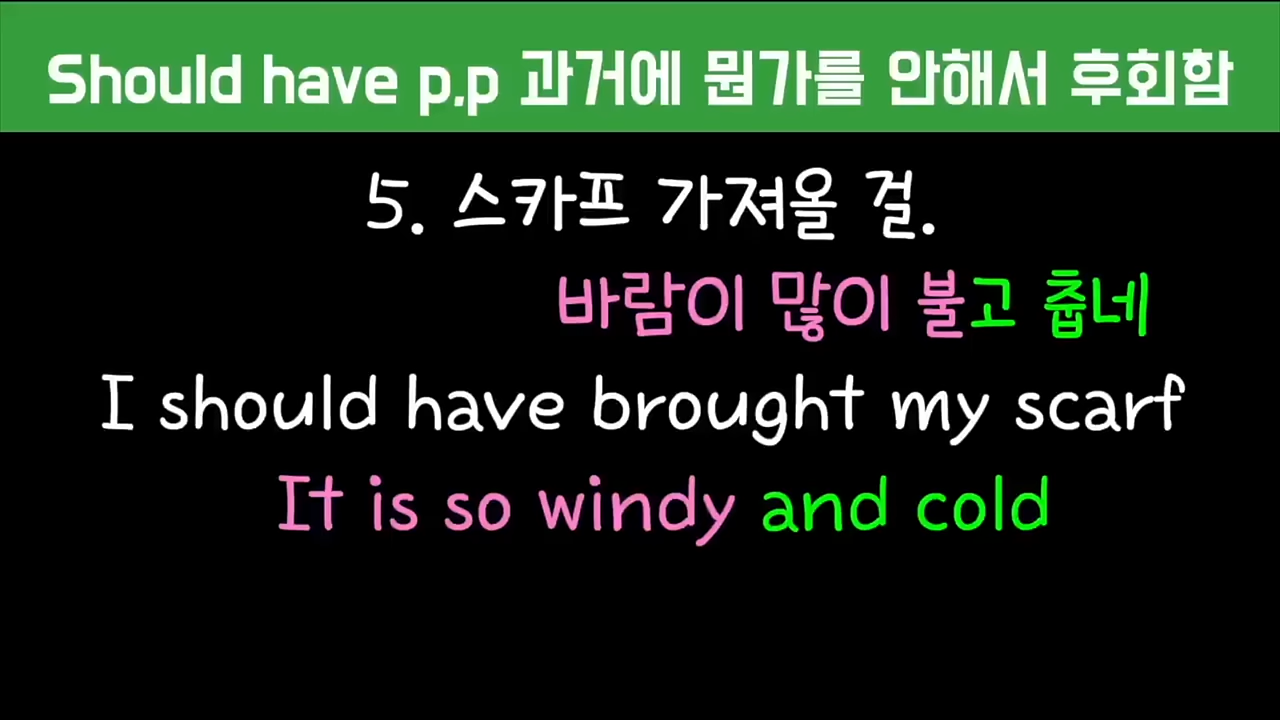 Should have p,p 과거에 뭔가를 안해서 후회함
5. 스카프 가져올 걸.
바람이 많이 불고 춥네
I should have brought my scarf
It is so windy and cold